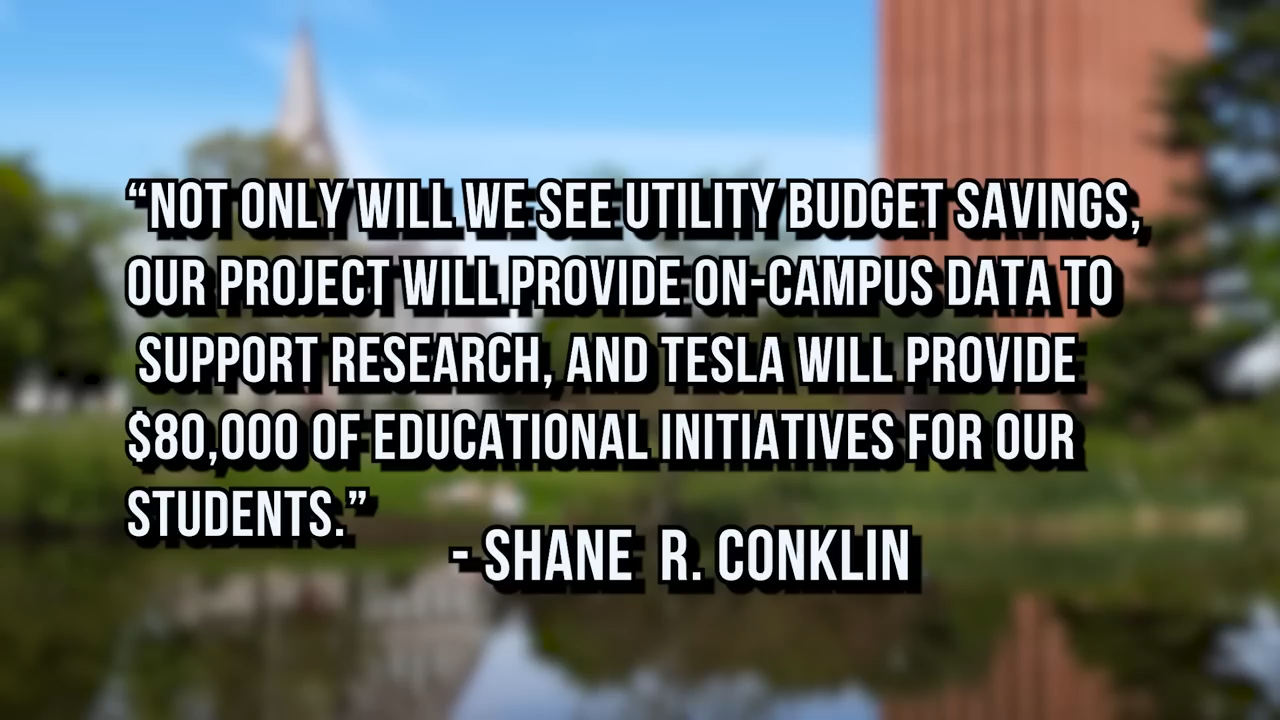 “NOT ONLY WILL WE SEE UTILITY BUDGET SAVINGS,
OUR PROJECT WILL PROVIDE ON-CAMPUS DATA TO
SUPPORT RESEARCH, AND TESLA WILL PROVIDE
$80,000 OF EDUCATIONAL INITIATIVES FOR OUR
STUDENTS.”
- SHANE R. CONKLIN